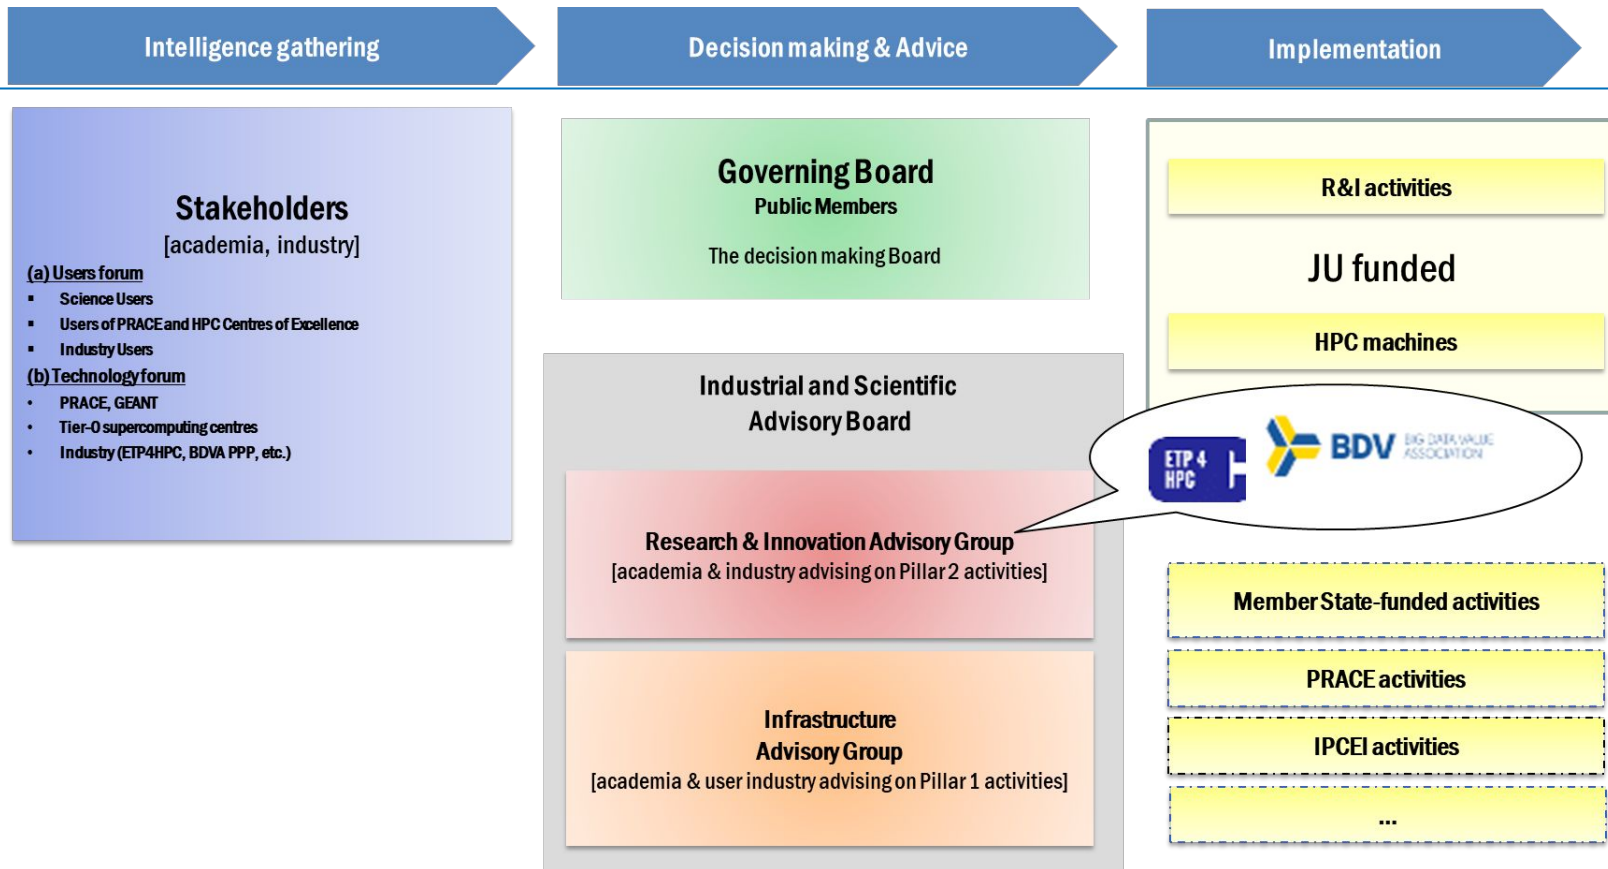 Intelligence gathering
Decision making & Advice
Implementation
Stakeholders
[academia, industry]
(a) Users forum
▪ Science Users
▪ Users of PRACE and HPC Centres of Excellence
▪ Industry Users
(b) Technology forum
• PRACE, GEANT
• Tier-0 supercomputing centres
• Industry (ETP4HPC, BDVA PPP, etc.)
Governing Board
Public Members
The decision making Board
Industrial and Scientific
Advisory Board
Research & Innovation Advisory Group
[academia & industry advising on Pillar 2 activities]
Infrastructure
Advisory Group
[academia & user industry advising on Pillar 1 activities]
R&I activities
JU funded
HPC machines
ETP 4
HPC
BDV
BIG DATA VALUE
ASSOCIATION
Member State-funded activities
PRACE activities
IPCEI activities
...